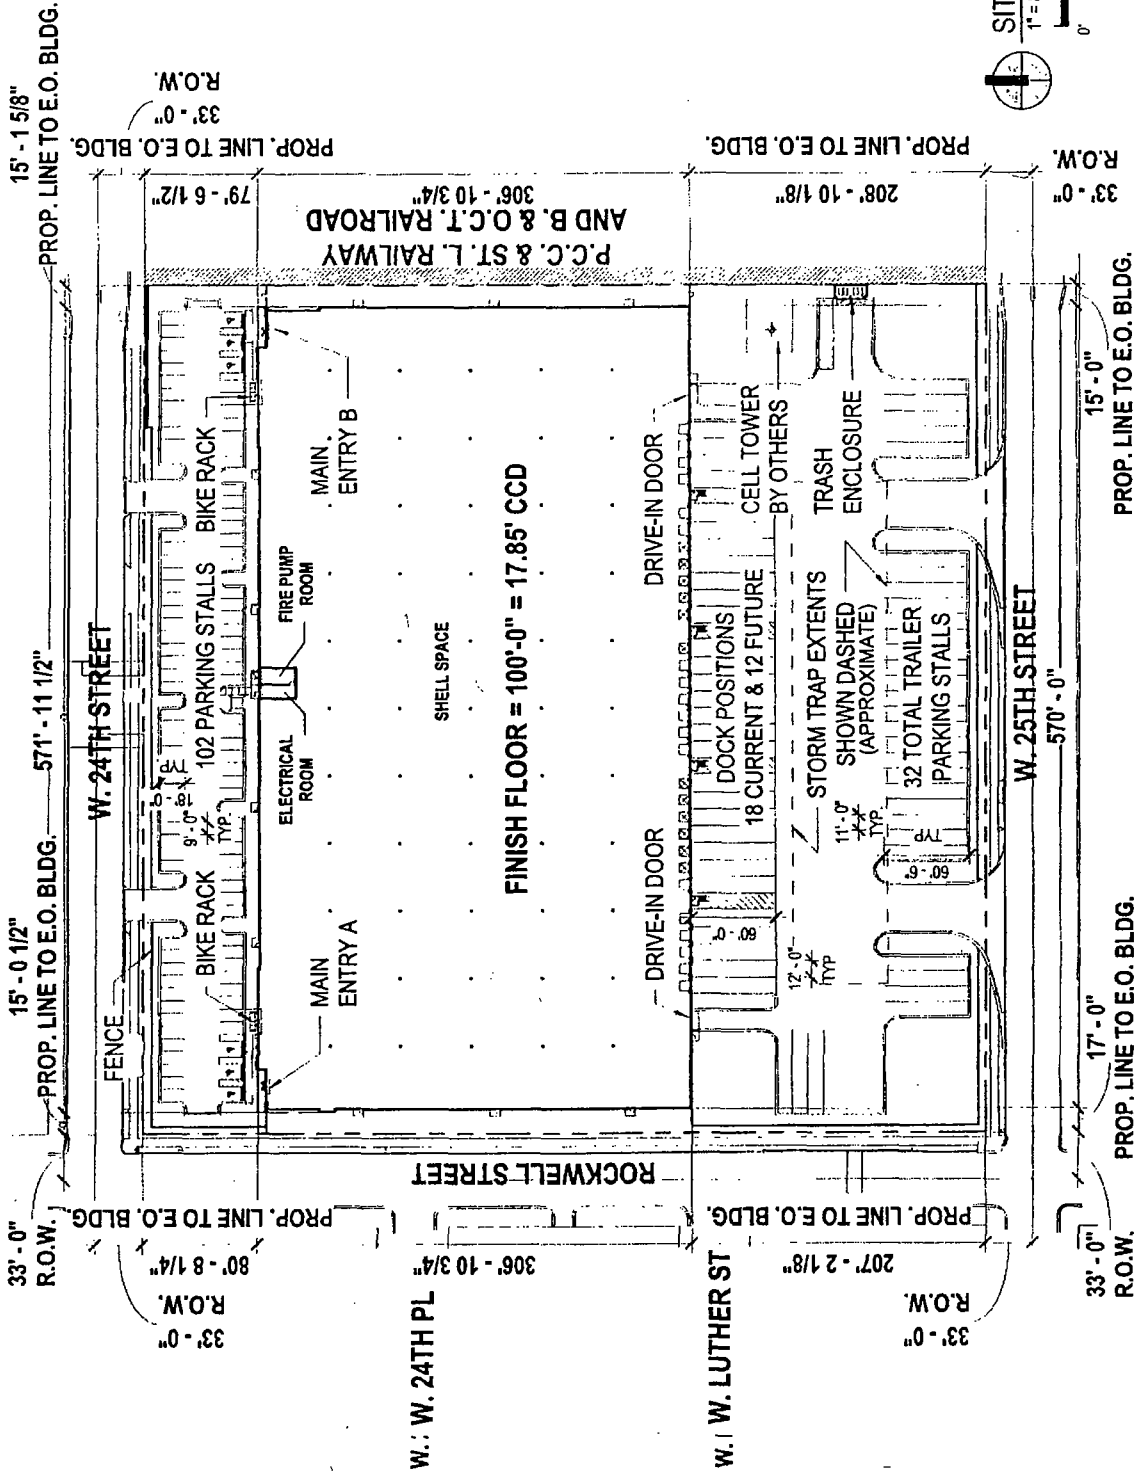 33' - 0"
R.O.W.
15' - 0 1/2"
PROP. LINE TO E.O. BLDG.
571' - 11 1/2"
15' - 1 5/8"
PROP. LINE TO E.O. BLDG.
W. 24TH STREET
33' - 0"
R.O.W.
33' - 0"
R.O.W.
80' - 8 1/4"
PROP. LINE TO E.O. BLDG.
79' - 6 1/2"
PROP. LINE TO E.O. BLDG.
FENCE
BIKE RACK
9' - 0"
TYP.
18' - 0"
TYP
102 PARKING STALLS
BIKE RACK
MAIN
ENTRY A
ELECTRICAL
ROOM
FIRE PUMP
ROOM
MAIN
ENTRY B
P.C.C. & ST. L. RAILWAY
AND B. & O.C.T. RAILROAD
306' - 10 3/4"
W. W. 24TH PL
306' - 10 3/4"
ROCKWELL STREET
SHELL SPACE
FINISH FLOOR = 100'-0" = 17.85' CCD
DRIVE-IN DOOR
DRIVE-IN DOOR
W. W. LUTHER ST
60' - 0"
12' - 0"
TYP
DOCK POSITIONS
18 CURRENT & 12 FUTURE
CELL TOWER
BY OTHERS
STORM TRAP EXTENTS
SHOWN DASHED
(APPROXIMATE)
TRASH
ENCLOSURE
11' - 0"
TYP.
60' - 6"
TYP
32 TOTAL TRAILER
PARKING STALLS
207' - 2 1/8"
PROP. LINE TO E.O. BLDG.
208' - 10 1/8"
PROP. LINE TO E.O. BLDG.
33' - 0"
R.O.W.
33' - 0"
R.O.W.
W. 25TH STREET
570' - 0"
33' - 0"
R.O.W.
17' - 0"
PROP. LINE TO E.O. BLDG.
15' - 0"
PROP. LINE TO E.O. BLDG.
SIT
1" =
0'